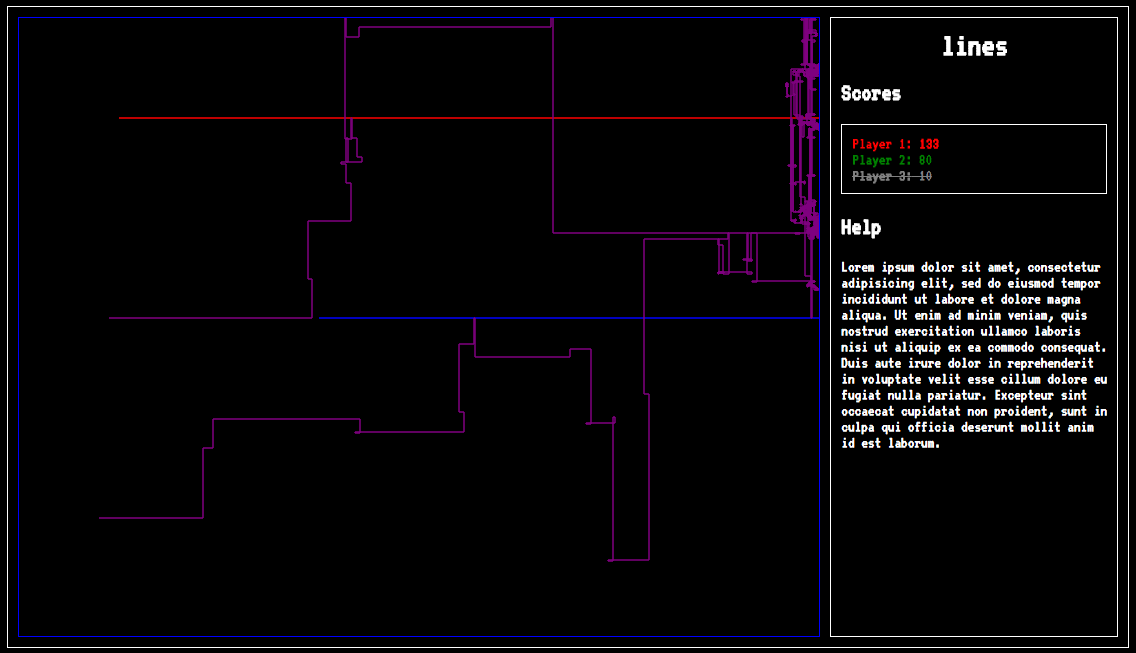 lines
Scores
Player 1: 133
Player 2: 80
Player 3: 10
Help
Lorem ipsum dolor sit amet, consectetur
adipisicing elit, sed do eiusmod tempor
incididunt ut labore et dolore magna
aliqua. Ut enim ad minim veniam, quis
nostrud exercitation ullamco laboris
nisi ut aliquip ex ea commodo consequat.
Duis aute irure dolor in reprehenderit
in voluptate velit esse cillum dolore eu
fugiat nulla pariatur. Excepteur sint
occaecat cupidatat non proident, sunt in
culpa qui officia deserunt mollit anim
id est laborum.